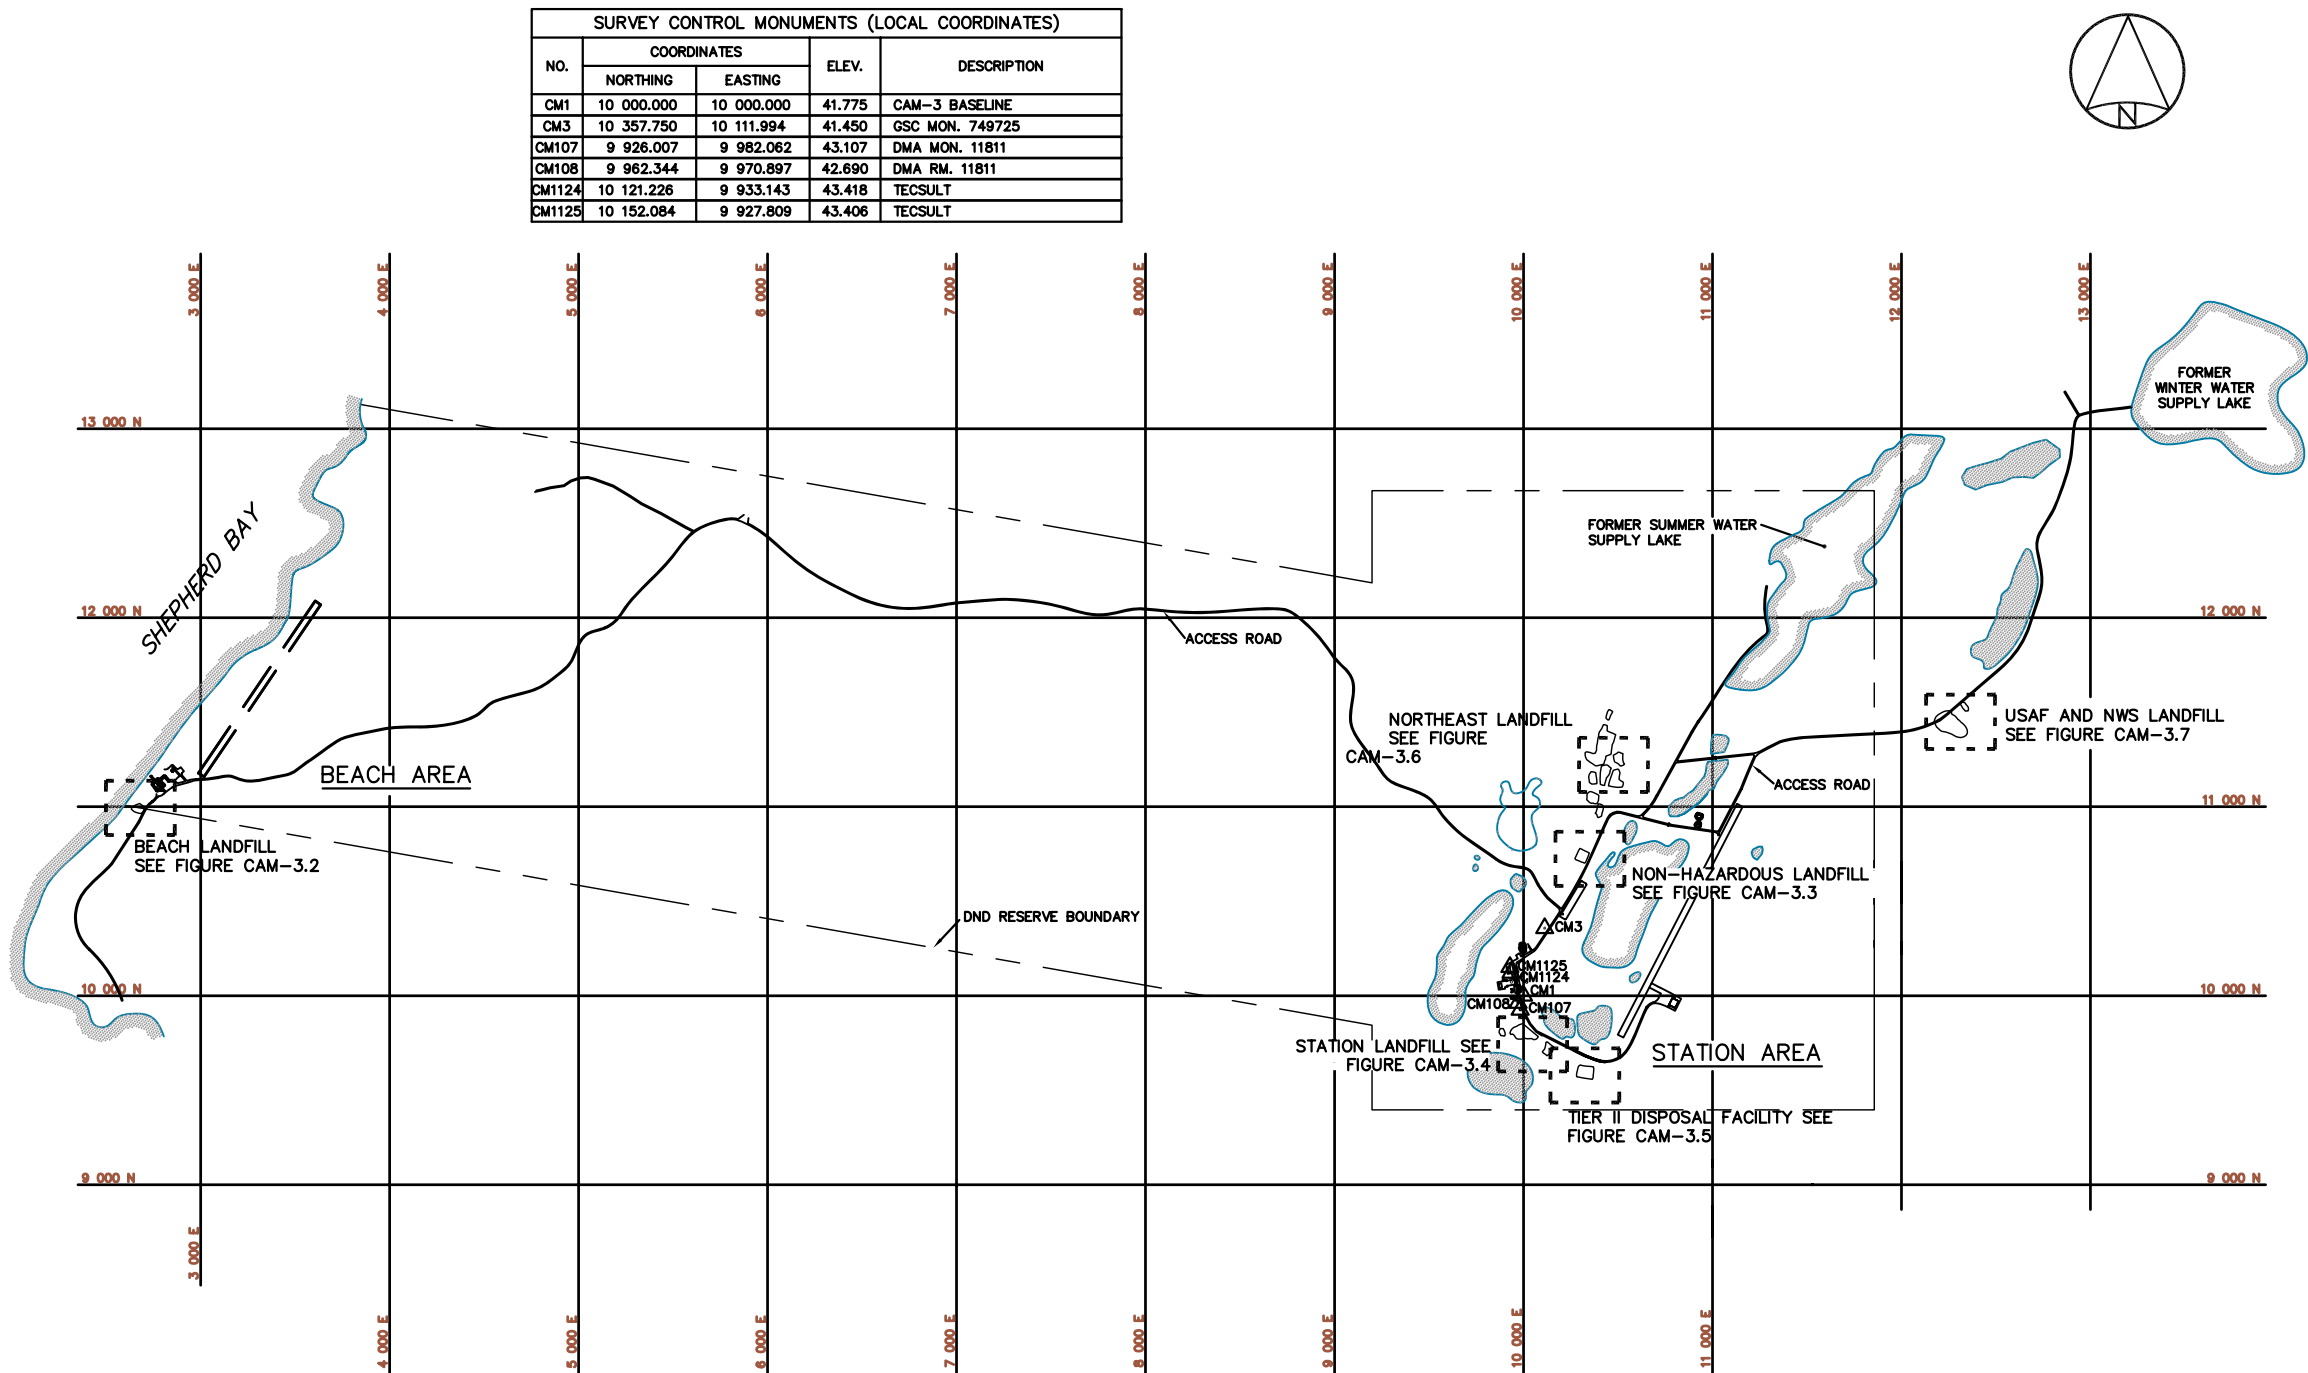 SURVEY CONTROL MONUMENTS (LOCAL COORDINATES)
NO. COORDINATES ELEV. DESCRIPTION
NORTHING EASTING
CM1 10 000.000 10 000.000 41.775 CAM-3 BASELINE
CM3 10 357.750 10 111.994 41.450 GSC MON. 749725
CM107 9 926.007 9 982.062 43.107 DMA MON. 11811
CM108 9 962.344 9 970.897 42.690 DMA RM. 11811
CM1124 10 121.226 9 933.143 43.418 TECSULT
CM1125 10 152.084 9 927.809 43.406 TECSULT
N
3 000 E
4 000 E
5 000 E
6 000 E
7 000 E
8 000 E
9 000 E
10 000 E
11 000 E
12 000 E
13 000 E
FORMER
WINTER WATER
SUPPLY LAKE
13 000 N
SHEPHERD BAY
FORMER SUMMER WATER
SUPPLY LAKE
12 000 N
12 000 N
ACCESS ROAD
NORTHEAST LANDFILL
SEE FIGURE
CAM-3.6
USAF AND NWS LANDFILL
SEE FIGURE CAM-3.7
BEACH AREA
ACCESS ROAD
11 000 N
11 000 N
BEACH LANDFILL
SEE FIGURE CAM-3.2
NON-HAZARDOUS LANDFILL
SEE FIGURE CAM-3.3
DND RESERVE BOUNDARY
CM3
CM1125
CM1124
CM1
CM108
CM107
10 000 N
10 000 N
STATION LANDFILL SEE
FIGURE CAM-3.4
STATION AREA
TIER II DISPOSAL FACILITY SEE
FIGURE CAM-3.5
9 000 N
9 000 N
3 000 E
4 000 E
5 000 E
6 000 E
7 000 E
8 000 E
9 000 E
10 000 E
11 000 E